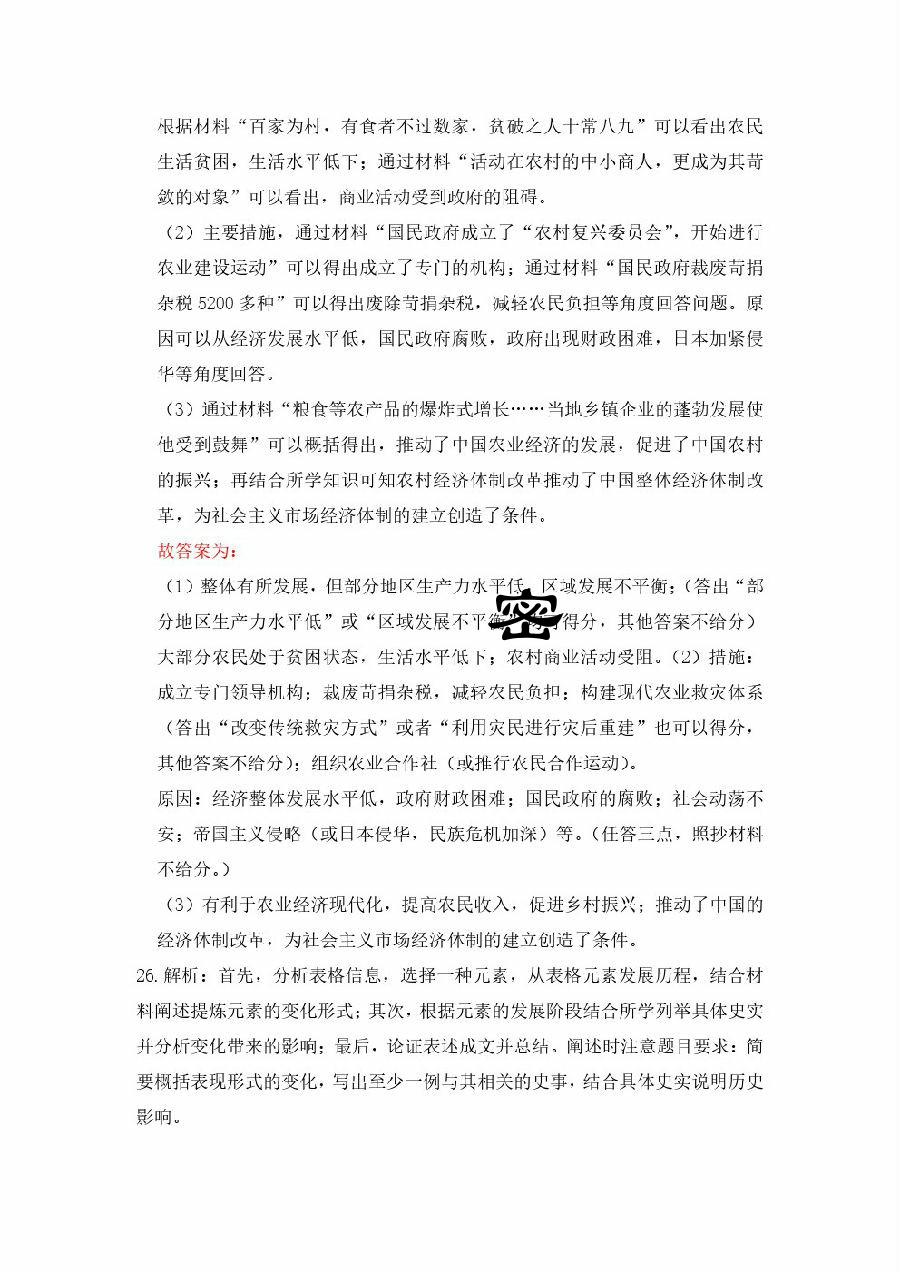 根据材料“百家为村，有食者不过数家，贫破之人十常八九”可以看出农民
生活贫困，生活水平低下；通过材料“活动在农村的中小商人，更成为其苛
敛的对象”可以看出，商业活动受到政府的阻碍。
（2）主要措施，通过材料“国民政府成立了“农村复兴委员会”，开始进行
农业建设运动”可以得出成立了专门的机构；通过材料“国民政府裁废苛捐
杂税 5200 多种”可以得出废除苛捐杂税，减轻农民负担等角度回答问题。原
因可以从经济发展水平低，国民政府腐败，政府出现财政困难，日本加紧侵
华等角度回答。
（3）通过材料“粮食等农产品的爆炸式增长……当地乡镇企业的蓬勃发展使
他受到鼓舞”可以概括得出，推动了中国农业经济的发展，促进了中国农村
的振兴；再结合所学知识可知农村经济体制改革推动了中国整体经济体制改
革，为社会主义市场经济体制的建立创造了条件。
故答案为：
（1）整体有所发展，但部分地区生产力水平低，区域发展不平衡；（答出“部
分地区生产力水平低”或“区域发展不平 密 得分，其他答案不给分）
大部分农民处于贫困状态，生活水平低下；农村商业活动受阻。（2）措施：
成立专门领导机构；裁废苛捐杂税，减轻农民负担；构建现代农业救灾体系
（答出“改变传统救灾方式”或者“利用灾民进行灾后重建”也可以得分，
其他答案不给分）；组织农业合作社（或推行农民合作运动）。
原因：经济整体发展水平低，政府财政困难；国民政府的腐败；社会动荡不
安；帝国主义侵略（或日本侵华，民族危机加深）等。（任答三点，照抄材料
不给分。）
（3）有利于农业经济现代化，提高农民收入，促进乡村振兴；推动了中国的
经济体制改革，为社会主义市场经济体制的建立创造了条件。
26. 解析：首先，分析表格信息，选择一种元素，从表格元素发展历程，结合材
料阐述提炼元素的变化形式；其次，根据元素的发展阶段结合所学列举具体史实
并分析变化带来的影响；最后，论证表述成文并总结。阐述时注意题目要求：简
要概括表现形式的变化，写出至少一例与其相关的史事，结合具体史实说明历史
影响。